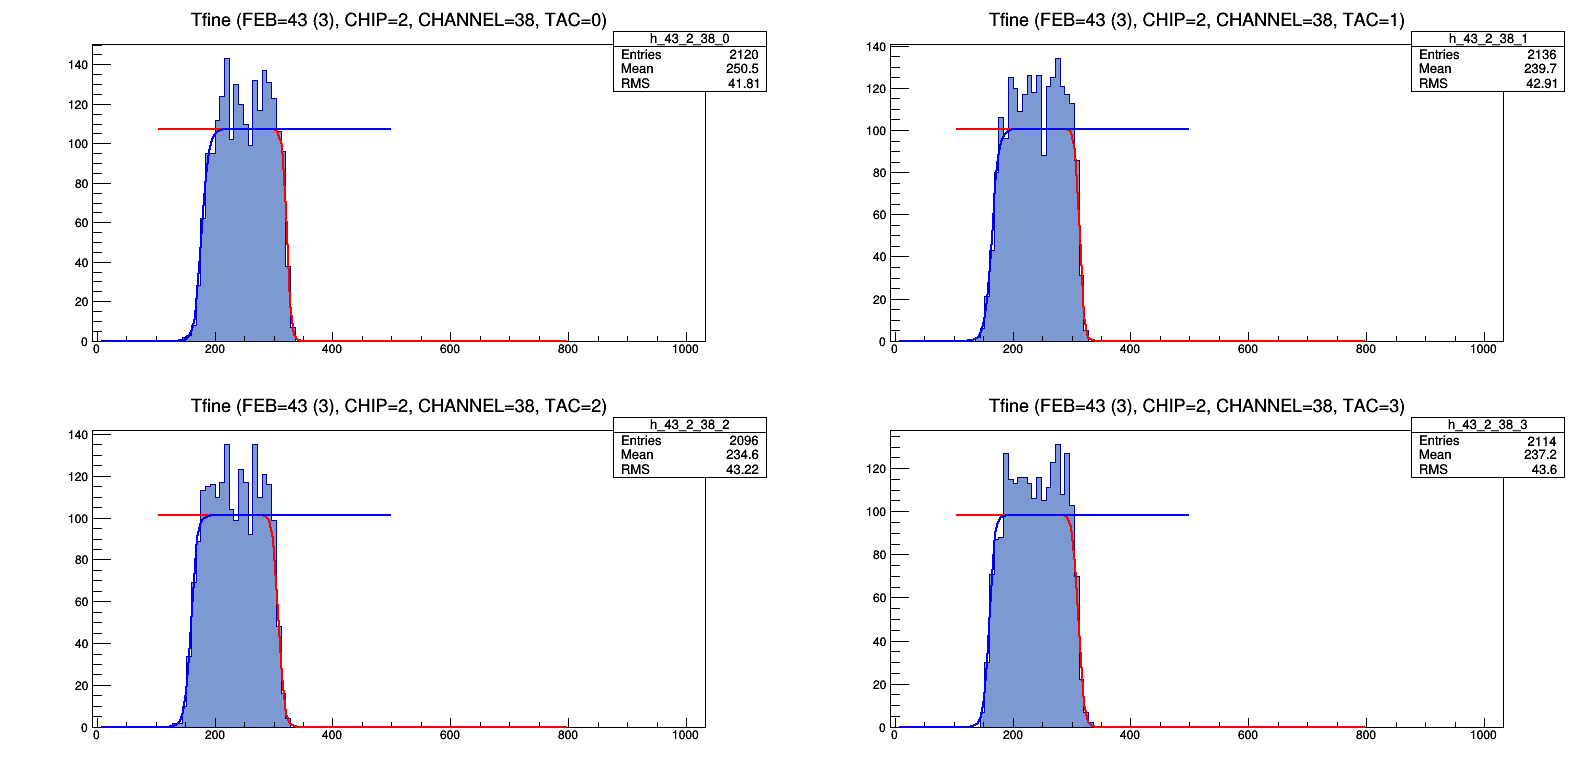 Tfine (FEB=43 (3), CHIP=2, CHANNEL=38, TAC=0)
h_43_2_38_0
Entries 2120
Mean 250.5
RMS 41.81
140
120
100
80
60
40
20
0
0 200 400 600 800 1000
Tfine (FEB=43 (3), CHIP=2, CHANNEL=38, TAC=1)
h_43_2_38_1
Entries 2136
Mean 239.7
RMS 42.91
140
120
100
80
60
40
20
0
0 200 400 600 800 1000
Tfine (FEB=43 (3), CHIP=2, CHANNEL=38, TAC=2)
h_43_2_38_2
Entries 2096
Mean 234.6
RMS 43.22
140
120
100
80
60
40
20
0
0 200 400 600 800 1000
Tfine (FEB=43 (3), CHIP=2, CHANNEL=38, TAC=3)
h_43_2_38_3
Entries 2114
Mean 237.2
RMS 43.6
120
100
80
60
40
20
0
0 200 400 600 800 1000